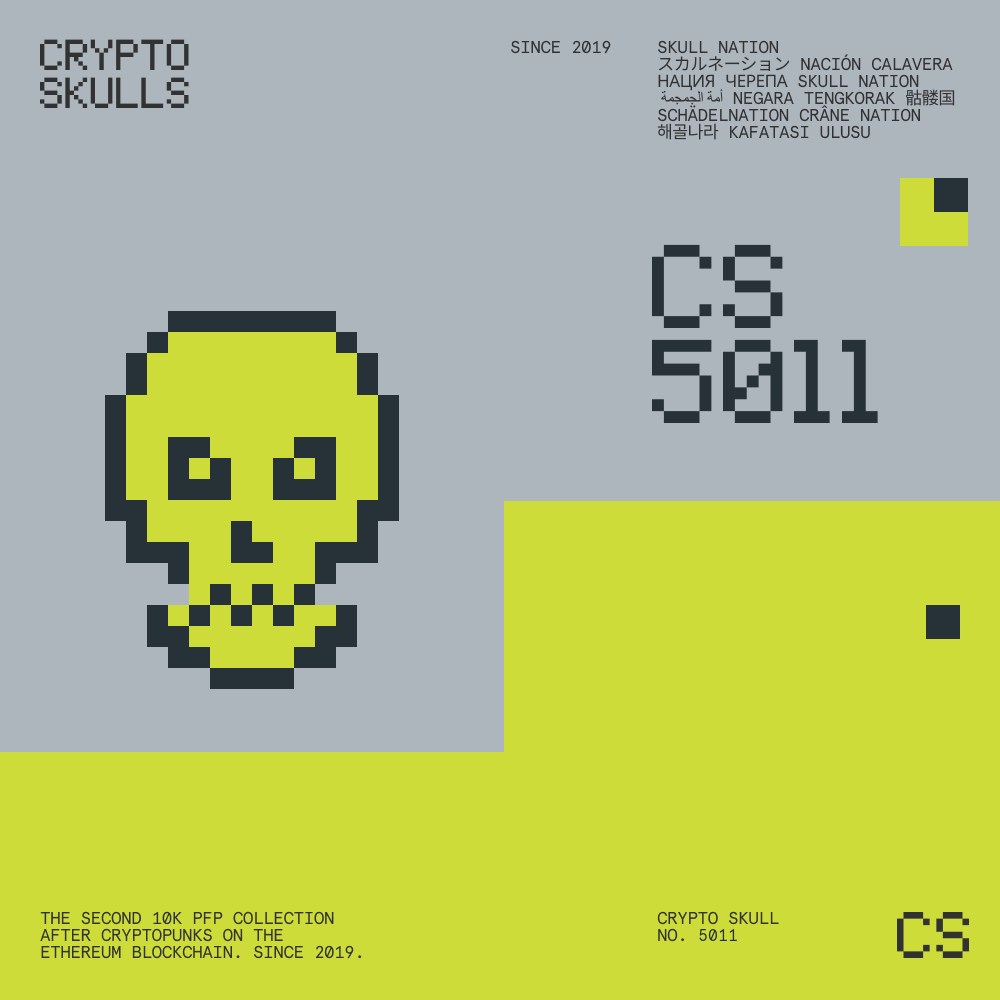 CRYPTO
SKULLS
SINCE 2019
SKULL NATION
スカルネーション NACIÓN CALAVERA
НАЦИЯ ЧЕРЕПА SKULL NATION
أمة الجمجمة NEGARA TENGKORAK 骷髅国
SCHÄDELNATION CRÂNE NATION
해골나라 KAFATASI ULUSU
CS
5011
THE SECOND 10K PFP COLLECTION
AFTER CRYPTOPUNKS ON THE
ETHEREUM BLOCKCHAIN. SINCE 2019.
CRYPTO SKULL
NO. 5011
CS